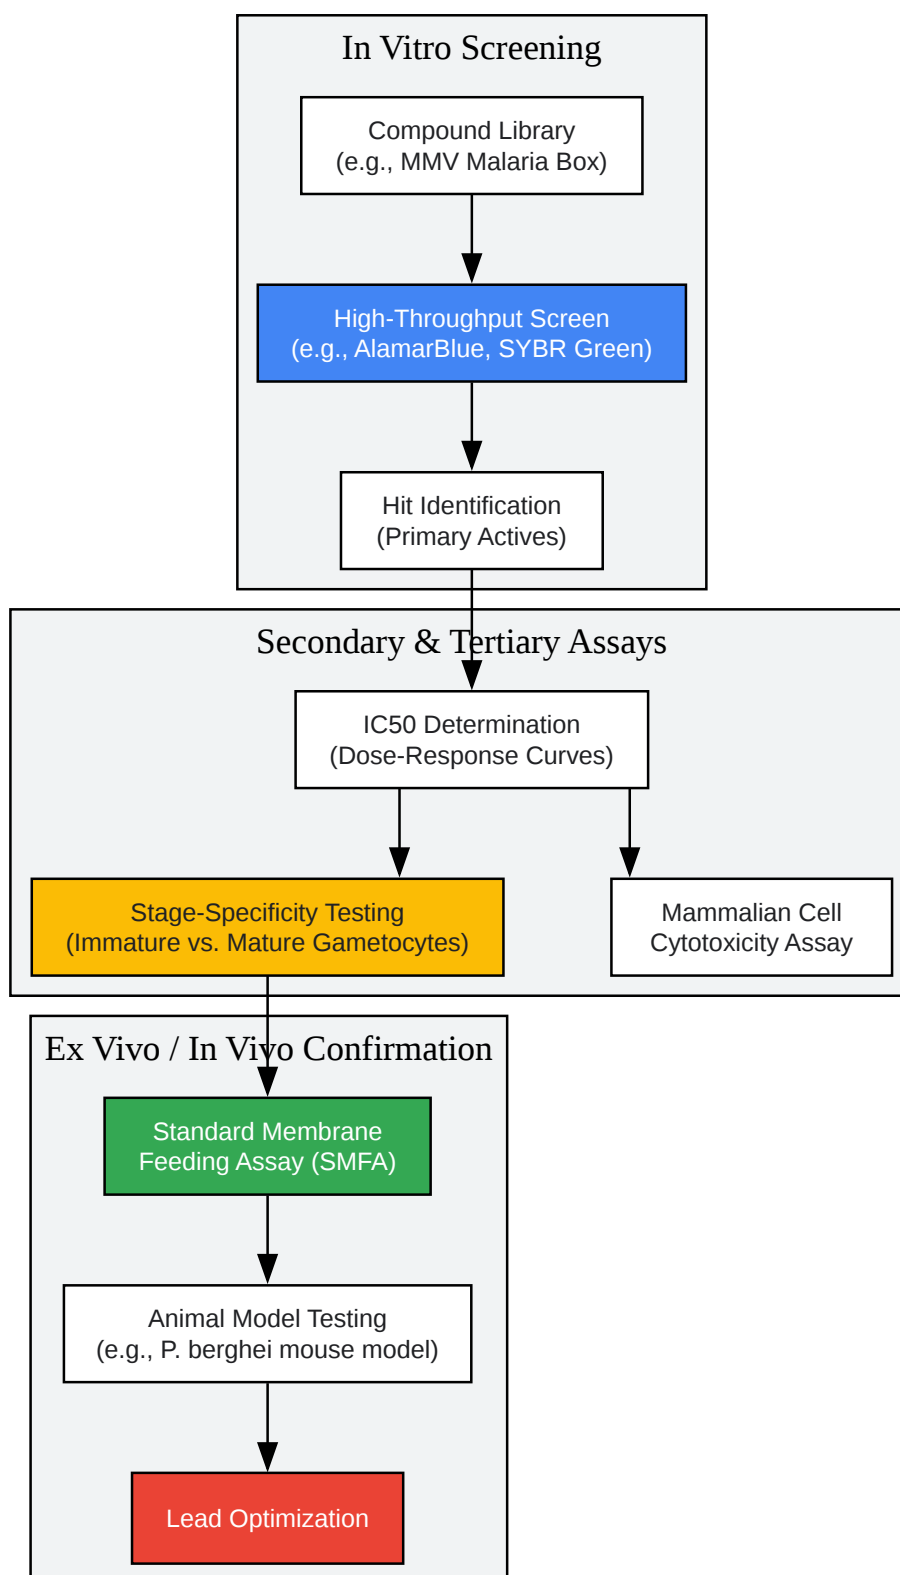 In Vitro Screening
Compound Library
(e.g., MMV Malaria Box)
High-Throughput Screen
(e.g., AlamarBlue, SYBR Green)
Hit Identification
(Primary Actives)
Secondary & Tertiary Assays
IC50 Determination
(Dose-Response Curves)
Stage-Specificity Testing
(Immature vs. Mature Gametocytes)
Mammalian Cell
Cytotoxicity Assay
Ex Vivo / In Vivo Confirmation
Standard Membrane
Feeding Assay (SMFA)
Animal Model Testing
(e.g., P. berghei mouse model)
Lead Optimization